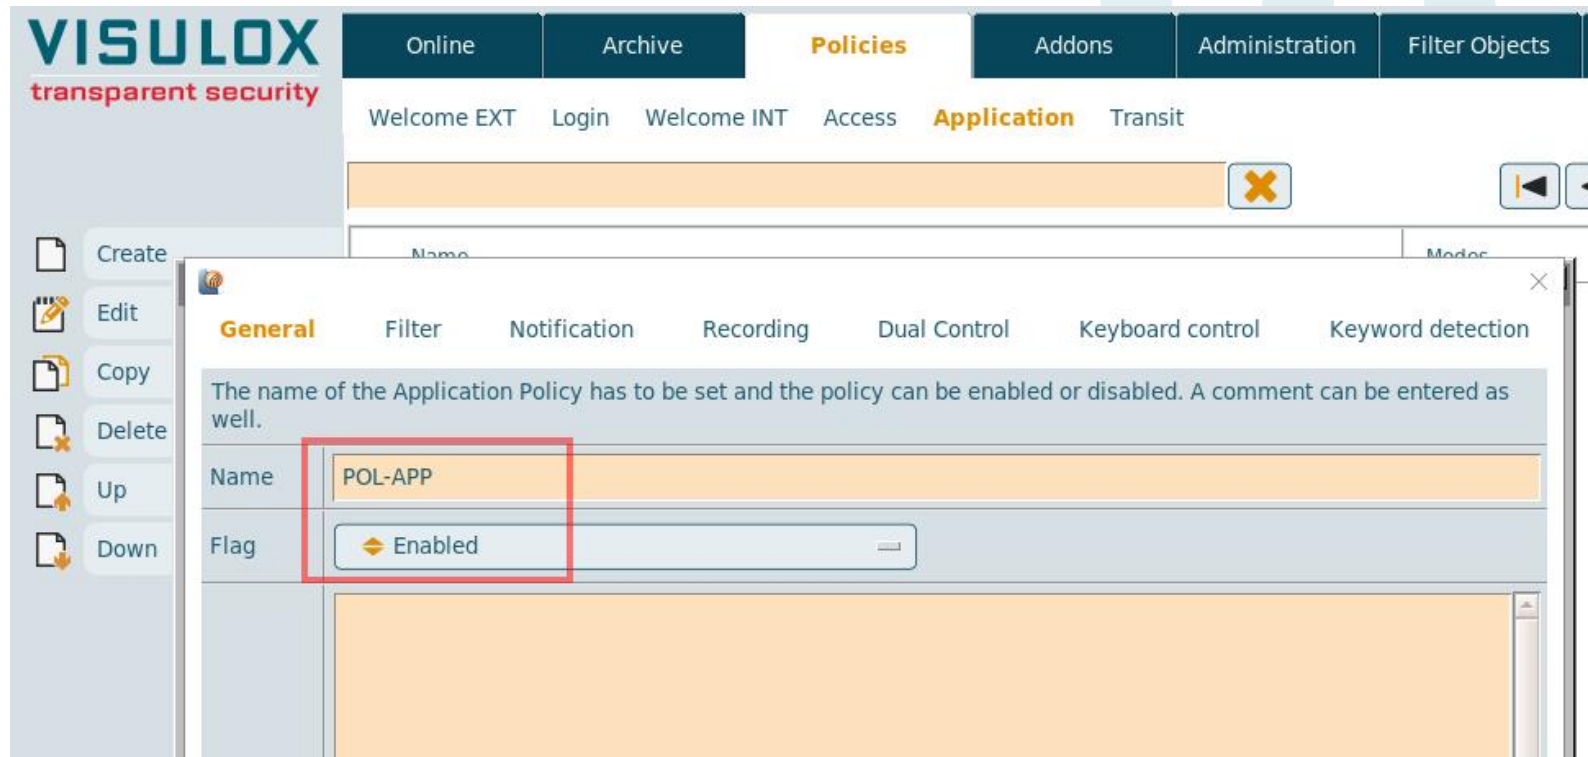 VISULOX
transparent security
Online Archive Policies Addons Administration Filter Objects
Welcome EXT Login Welcome INT Access Application Transit
Create
Name Modes
Edit
General Filter Notification Recording Dual Control Keyboard control Keyword detection
Copy
The name of the Application Policy has to be set and the policy can be enabled or disabled. A comment can be entered as
well.
Delete
Name POL-APP
Up
Flag Enabled
Down